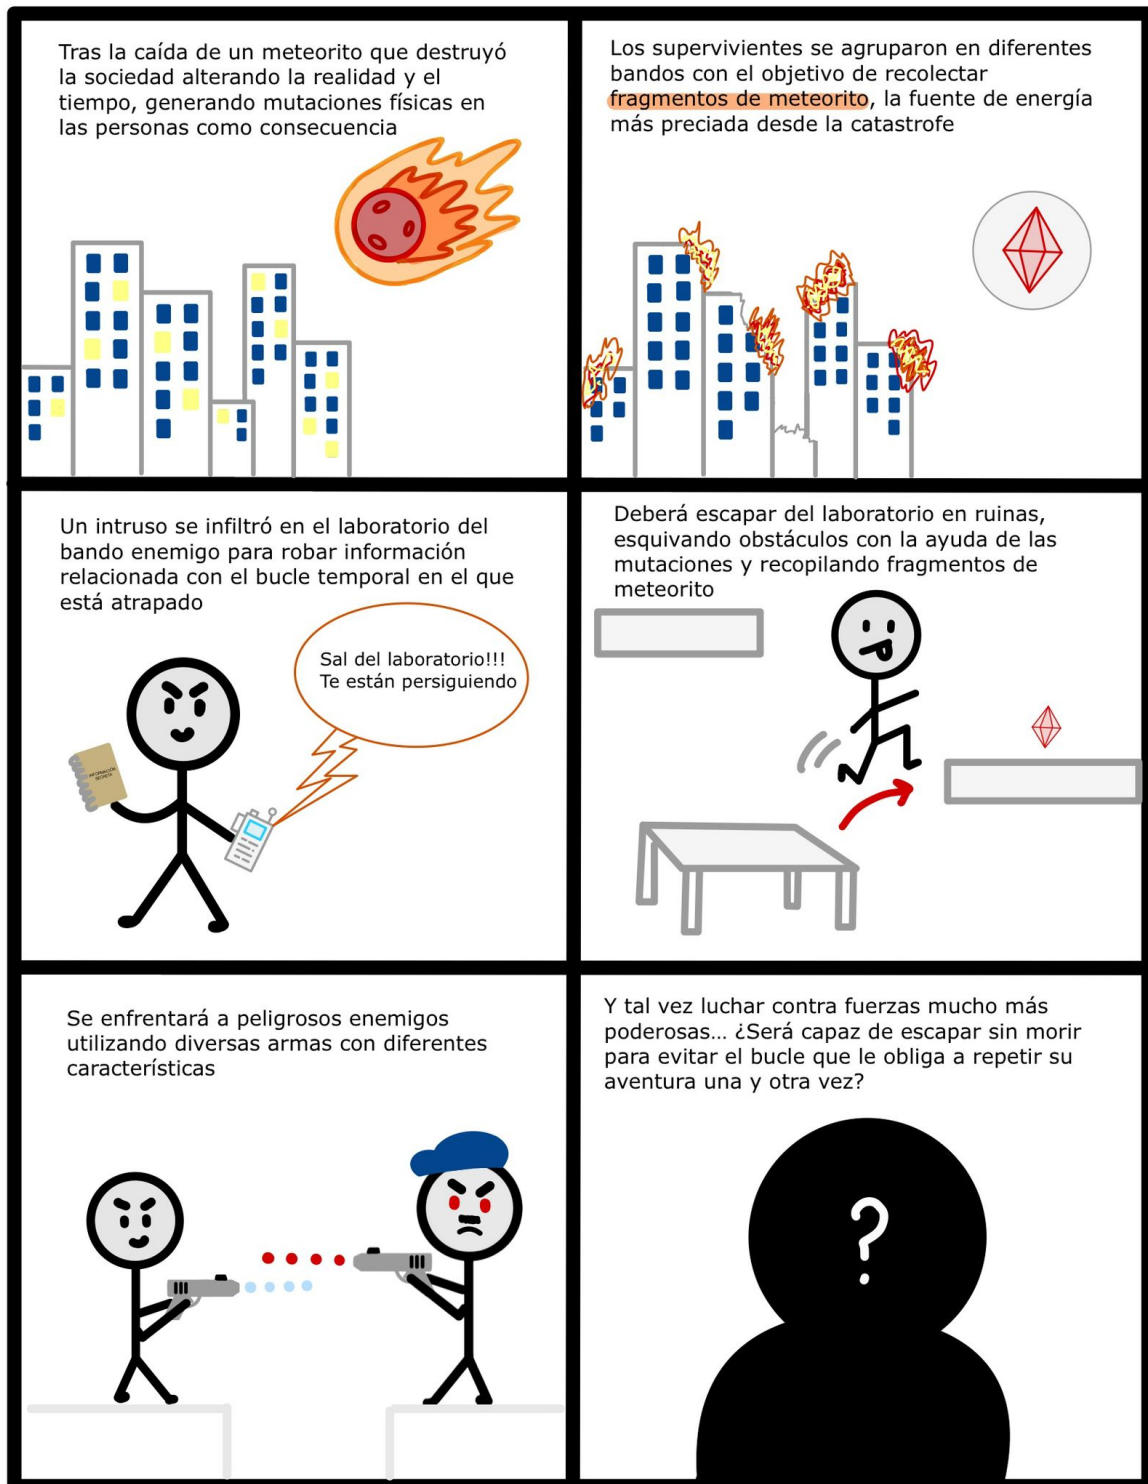 Tras la caída de un meteorito que destruyó
la sociedad alterando la realidad y el
tiempo, generando mutaciones físicas en
las personas como consecuencia
Los supervivientes se agruparon en diferentes
bandos con el objetivo de recolectar
fragmentos de meteorito, la fuente de energía
más preciada desde la catastrofe
Un intruso se infiltró en el laboratorio del
bando enemigo para robar información
relacionada con el bucle temporal en el que
está atrapado
Sal del laboratorio!!!
Te están persiguiendo
INFORMACIÓN
SECRETA
Deberá escapar del laboratorio en ruinas,
esquivando obstáculos con la ayuda de las
mutaciones y recopilando fragmentos de
meteorito
Se enfrentará a peligrosos enemigos
utilizando diversas armas con diferentes
características
Y tal vez luchar contra fuerzas mucho más
poderosas... ¿Será capaz de escapar sin morir
para evitar el bucle que le obliga a repetir su
aventura una y otra vez?
?